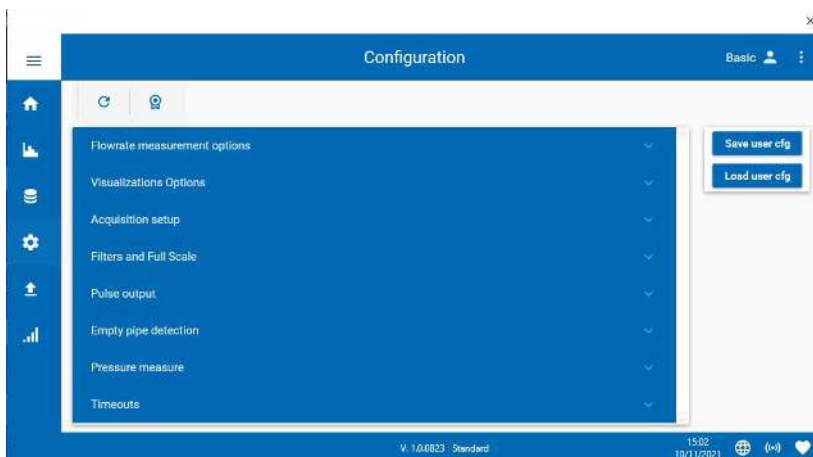 Configuration
Basic
Flowrate measurement options
Visualizations Options
Acquisition setup
Filters and Full Scale
Pulse output
Empty pipe detection
Pressure measure
Timeouts
Save user cfg
Load user cfg
V. 1.0.0823 Standard
15:02
10/11/2021